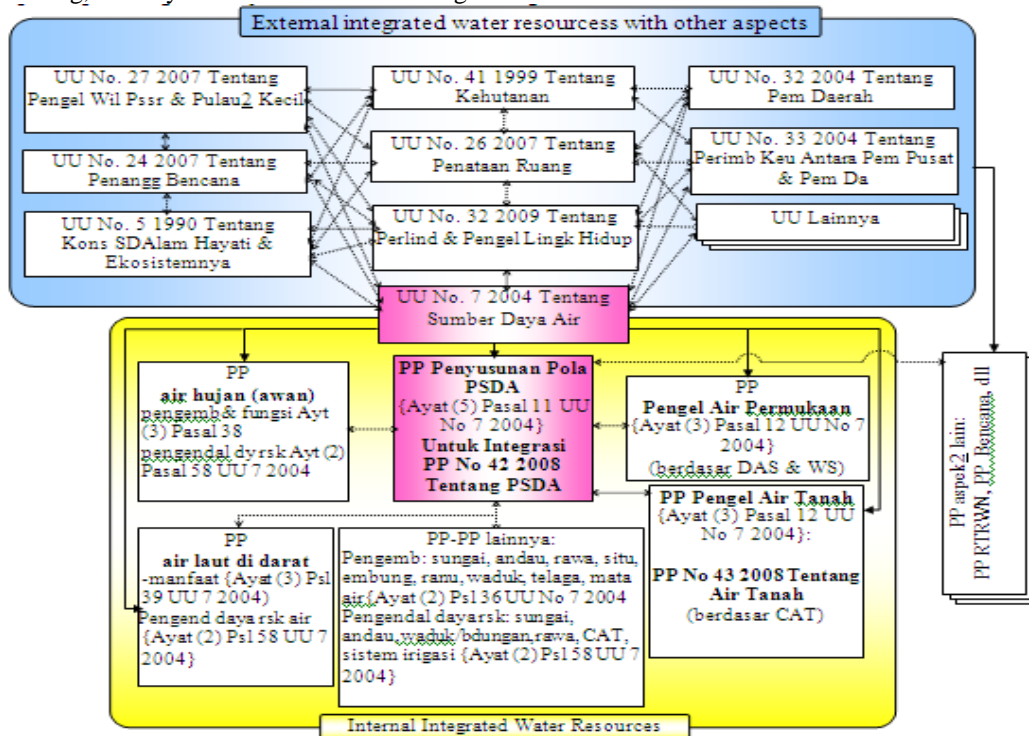 External integrated water resourcess with other aspects
UU No. 27 2007 Tentang
Pengel Wil Pssr & Pulau2 Kecil
UU No. 41 1999 Tentang
Kehutanan
UU No. 32 2004 Tentang
Pem Daerah
UU No. 24 2007 Tentang
Penangg Bencana
UU No. 26 2007 Tentang
Penataan Ruang
UU No. 33 2004 Tentang
Perimb Keu Antara Pem Pusat
& Pem Da
UU No. 5 1990 Tentang
Kons SDAlam Hayati &
Ekosistemnya
UU No. 32 2009 Tentang
Perlind & Pengel Lingk Hidup
UU Lainnya
UU No. 7 2004 Tentang
Sumber Daya Air
PP
air hujan (awan)
pengemb& fungsi Ayt
(3) Pasal 38
pengendal dy rsk Ayt (2)
Pasal 58 UU 7 2004
PP Penyusunan Pola
PSDA
{Ayat (5) Pasal 11 UU
No 7 2004}
Untuk Integrasi
PP No 42 2008
Tentang PSDA
PP
Pengel Air Permukaan
{Ayat (3) Pasal 12 UU No 7
2004}
(berdasar DAS & WS)
PP aspek2 lain:
PP RTRWN, PP_Bencana, dll
PP
air laut di darat
-manfaat {Ayat (3) Psl
39 UU 7 2004)
Pengend daya rsk air
{Ayat (2) Psl 58 UU 7
2004}
PP-PP lainnya:
Pengemb: sungai, andau, rawa, situ,
embung, ranu, waduk, telaga, mata
air{Ayat (2) Psl 36 UU No 7 2004
Pengendal dayarsk: sungai,
andau,waduk/bdungan,rawa, CAT,
sistem irigasi {Ayat (2) Psl 58 UU 7
2004}
PP Pengel Air Tanah
{Ayat (3) Pasal 12 UU
No 7 2004}:
PP No 43 2008 Tentang
Air Tanah
(berdasar CAT)
Internal Integrated Water Resources